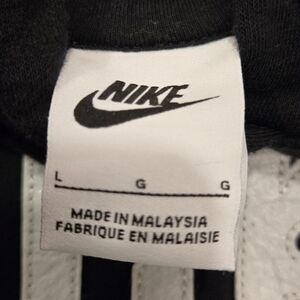 NIKE
L G G
MADE IN MALAYSIA
FABRIQUE EN MALAISIE